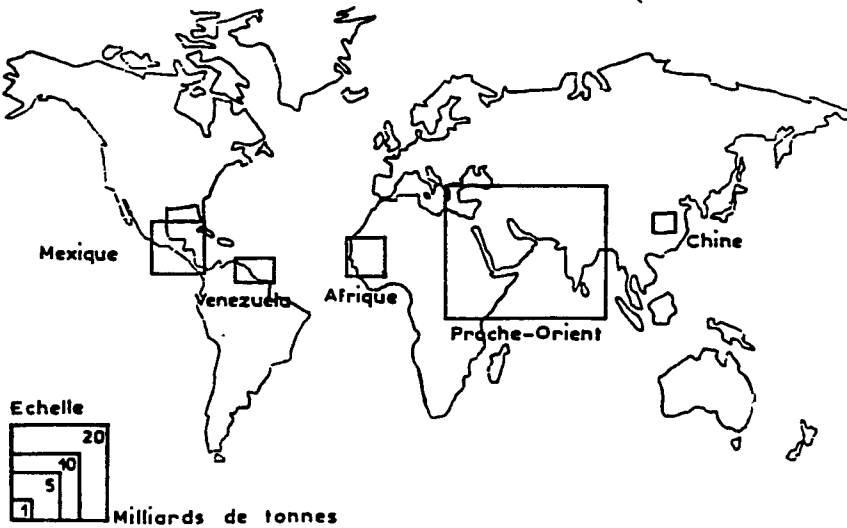 Mexique
Venezuela
Afrique
Proche-Orient
Chine
Echelle
20
10
5
1
Milliards de tonnes